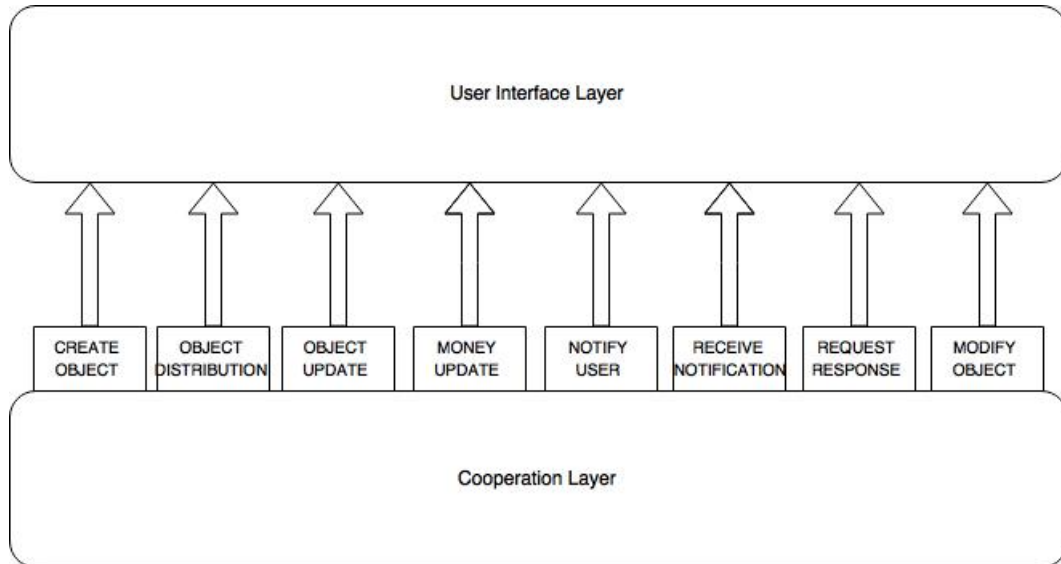 User Interface Layer
CREATE
OBJECT
OBJECT
DISTRIBUTION
OBJECT
UPDATE
MONEY
UPDATE
NOTIFY
USER
RECEIVE
NOTIFICATION
REQUEST
RESPONSE
MODIFY
OBJECT
Cooperation Layer